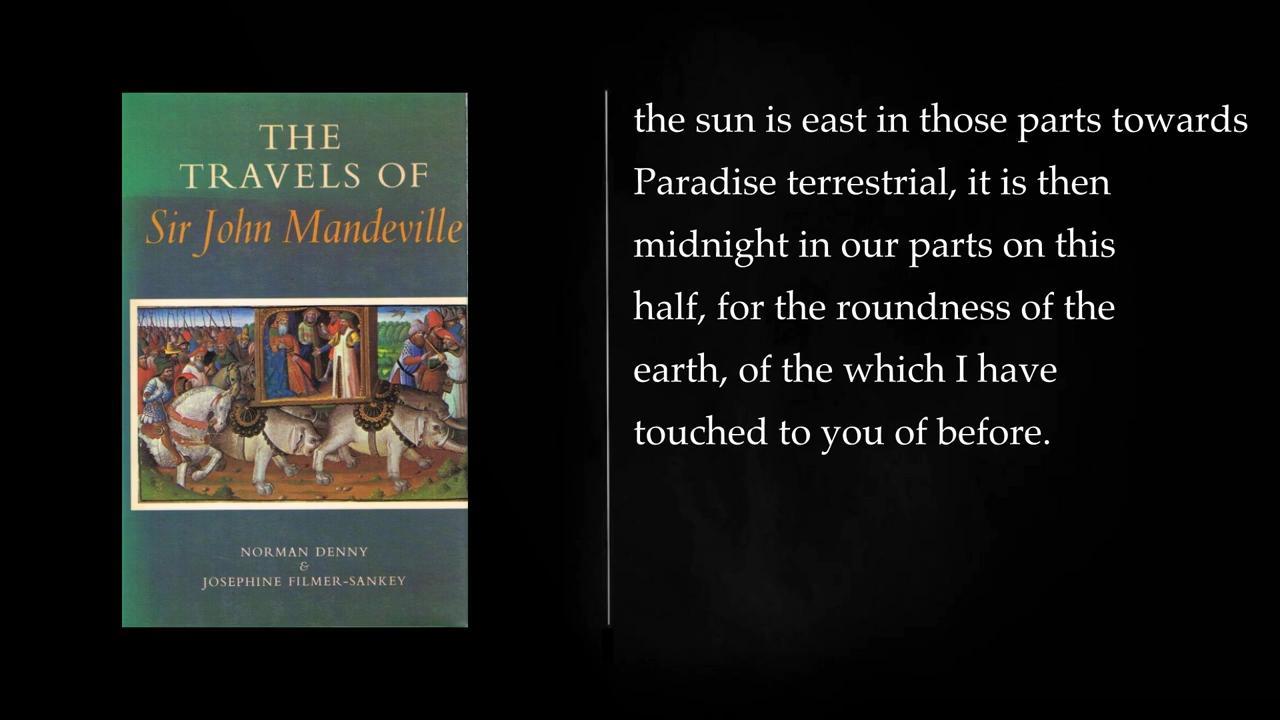 THE
TRAVELS OF
Sir John Mandeville
NORMAN DENNY
&
JOSEPHINE FILMER-SANKEY
the sun is east in those parts towards
Paradise terrestrial, it is then
midnight in our parts on this
half, for the roundness of the
earth, of the which I have
touched to you of before.